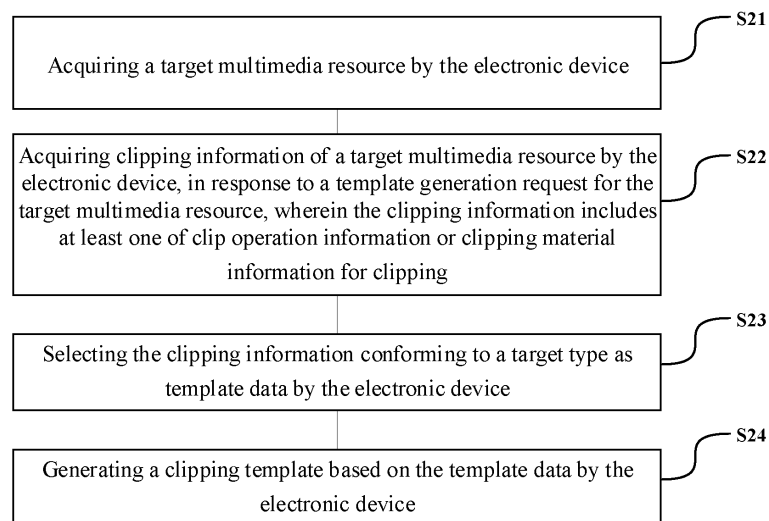 S21
Acquiring a target multimedia resource by the electronic device
S22
Acquiring clipping information of a target multimedia resource by the
electronic device, in response to a template generation request for the
target multimedia resource, wherein the clipping information includes
at least one of clip operation information or clipping material
information for clipping
S23
Selecting the clipping information conforming to a target type as
template data by the electronic device
S24
Generating a clipping template based on the template data by the
electronic device